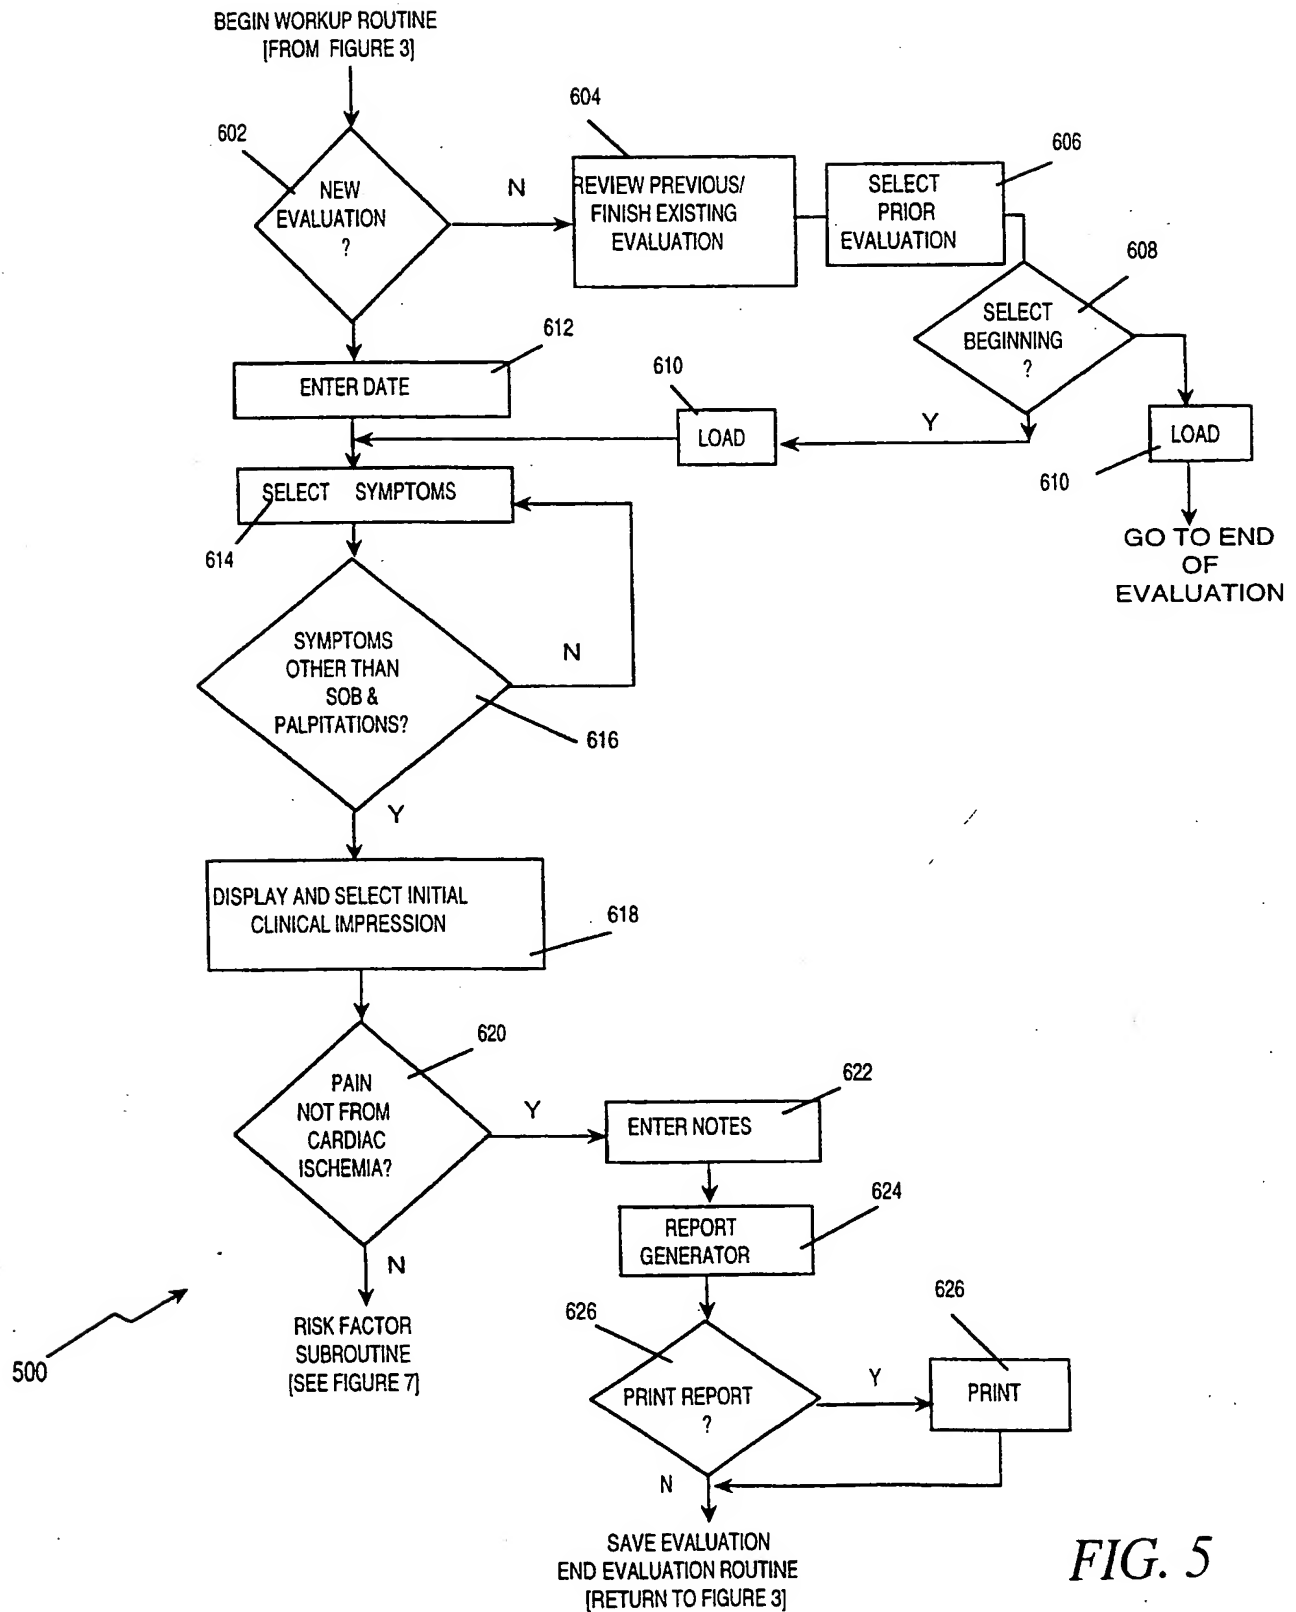 BEGIN WORKUP ROUTINE
[FROM FIGURE 3]
602
NEW
EVALUATION
?
N
604
REVIEW PREVIOUS/
FINISH EXISTING
EVALUATION
606
SELECT
PRIOR
EVALUATION
608
SELECT
BEGINNING
?
612
ENTER DATE
610
LOAD
Y
LOAD
610
GO TO END
OF
EVALUATION
SELECT SYMPTOMS
614
SYMPTOMS
OTHER THAN
SOB &
PALPITATIONS?
N
616
Y
DISPLAY AND SELECT INITIAL
CLINICAL IMPRESSION
618
620
PAIN
NOT FROM
CARDIAC
ISCHEMIA?
Y
622
ENTER NOTES
624
REPORT
GENERATOR
N
RISK FACTOR
SUBROUTINE
[SEE FIGURE 7]
500
626
PRINT REPORT
?
Y
626
PRINT
N
SAVE EVALUATION
END EVALUATION ROUTINE
[RETURN TO FIGURE 3]
FIG. 5